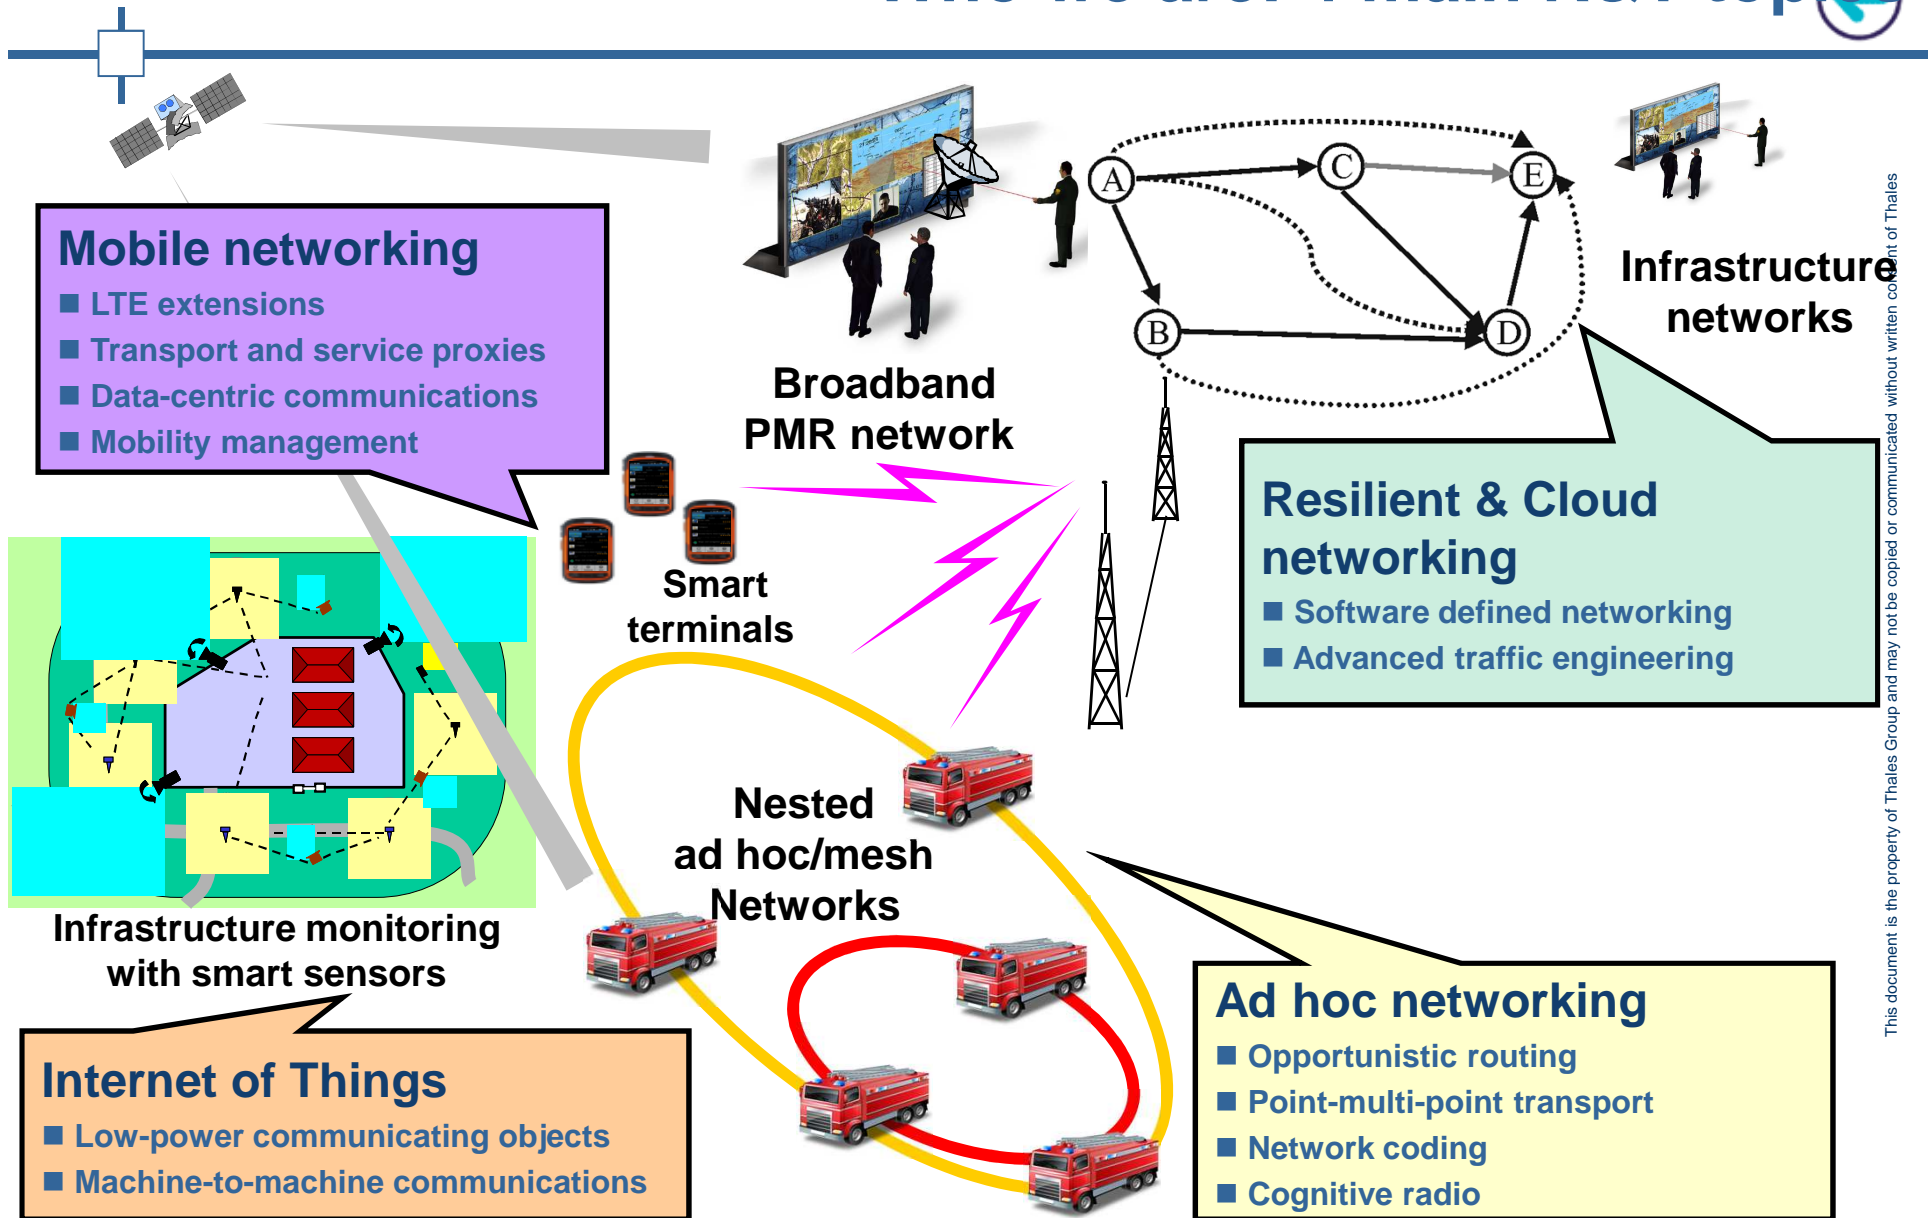 Mobile networking
LTE extensions
Transport and service proxies
Data-centric communications
Mobility management
Broadband
PMR network
A
C
E
B
D
Infrastructure
networks
Resilient & Cloud
networking
Software defined networking
Advanced traffic engineering
Smart
terminals
Nested
ad hoc/mesh
Networks
Infrastructure monitoring
with smart sensors
Internet of Things
Low-power communicating objects
Machine-to-machine communications
Ad hoc networking
Opportunistic routing
Point-multi-point transport
Network coding
Cognitive radio
This document is the property of Thales Group and may not be copied or communicated without written consent of Thales